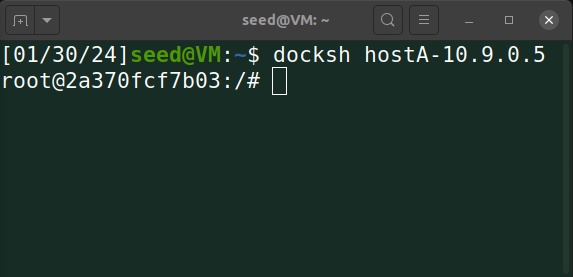 seed@VM: ~
[01/30/24]seed@VM:~$ docksh hostA-10.9.0.5
root@2a370fcf7b03:/#